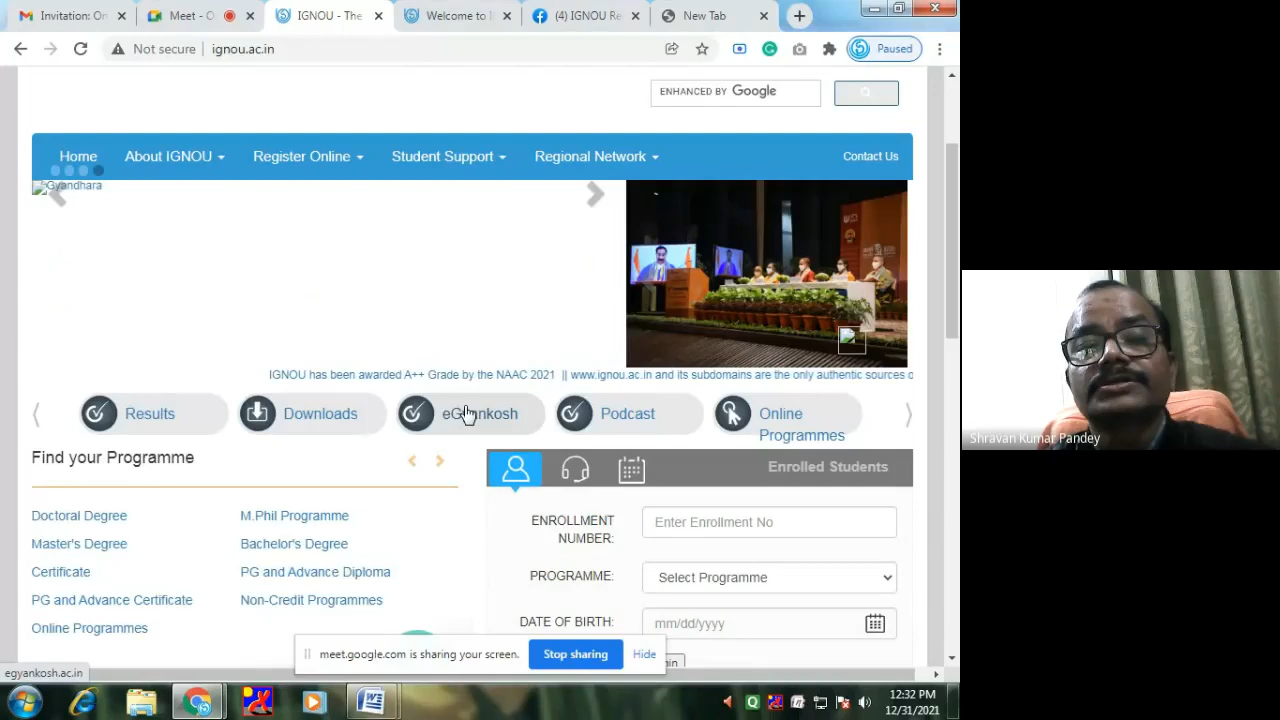 Invitation: On
Meet - O
IGNOU - The
Welcome to I
(4) IGNOU Re
New Tab
Not secure
ignou.ac.in
Paused
ENHANCED BY Google
Home
About IGNOU
Register Online
Student Support
Regional Network
Contact Us
Gyandhara
IGNOU has been awarded A++ Grade by the NAAC 2021 || www.ignou.ac.in and its subdomains are the only authentic sources o
Results
Downloads
eGyankosh
Podcast
Online
Programmes
Find your Programme
Enrolled Students
Doctoral Degree
M.Phil Programme
Master's Degree
Bachelor's Degree
Certificate
PG and Advance Diploma
PG and Advance Certificate
Non-Credit Programmes
Online Programmes
ENROLLMENT
NUMBER:
Enter Enrollment No
PROGRAMME:
Select Programme
DATE OF BIRTH:
mm/dd/yyyy
meet.google.com is sharing your screen.
Stop sharing
Hide
egyankosh.ac.in
12:32 PM
12/31/2021
Shravan Kumar Pandey